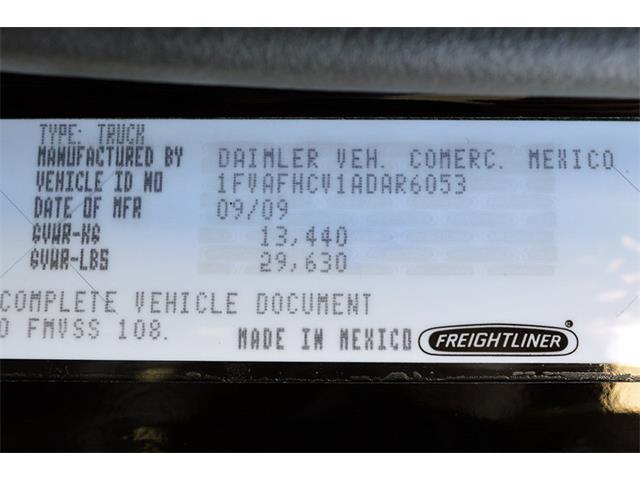 TYPE: TRUCK
MANUFACTURED BY DAIMLER VEH. COMERC. MEXICO
VEHICLE ID NO 1FVAFHCV1ADAR6053
DATE OF MFR 09/09
GVWR-KG 13,440
GVWR-LBS 29,630
COMPLETE VEHICLE DOCUMENT
O FMVSS 108.
MADE IN MEXICO FREIGHTLINER®